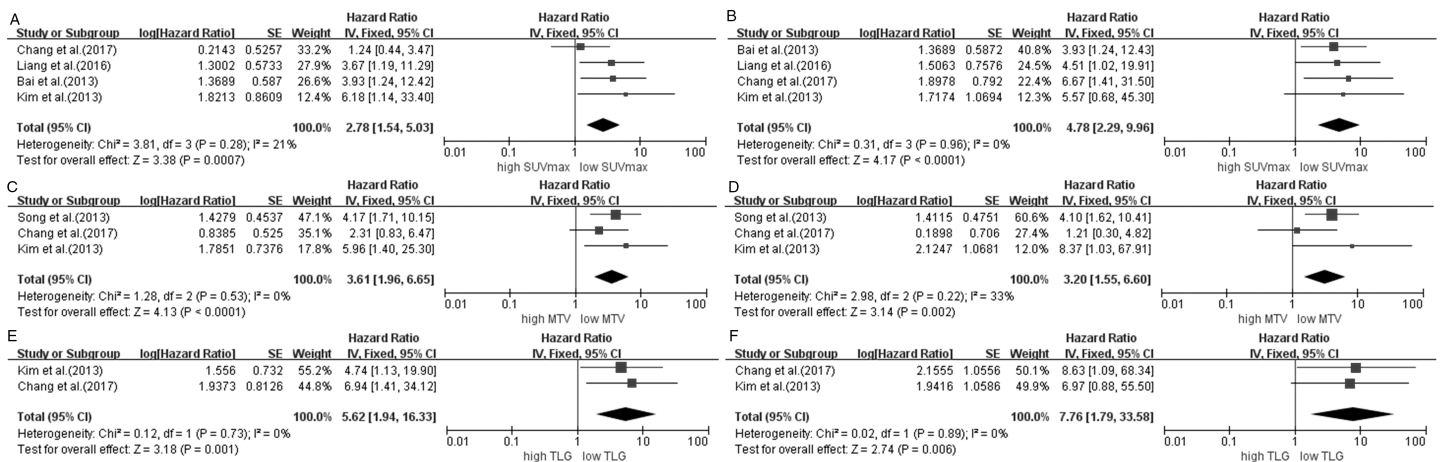 A
Hazard Ratio Hazard Ratio
Study or Subgroup log[Hazard Ratio] SE Weight IV, Fixed, 95% CI IV, Fixed, 95% CI
Chang et al.(2017) 0.2143 0.5257 33.2% 1.24 [0.44, 3.47]
Liang et al.(2016) 1.3002 0.5733 27.9% 3.67 [1.19, 11.29]
Bai et al.(2013) 1.3689 0.587 26.6% 3.93 [1.24, 12.42]
Kim et al.(2013) 1.8213 0.8609 12.4% 6.18 [1.14, 33.40]
Total (95% CI) 100.0% 2.78 [1.54, 5.03]
Heterogeneity: Chi² = 3.81, df = 3 (P = 0.28); I² = 21%
Test for overall effect: Z = 3.38 (P = 0.0007)
0.01 0.1 1 10 100
high SUVmax low SUVmax
B
Hazard Ratio Hazard Ratio
Study or Subgroup log[Hazard Ratio] SE Weight IV, Fixed, 95% CI IV, Fixed, 95% CI
Bai et al.(2013) 1.3689 0.5872 40.8% 3.93 [1.24, 12.43]
Liang et al.(2016) 1.5063 0.7576 24.5% 4.51 [1.02, 19.91]
Chang et al.(2017) 1.8978 0.792 22.4% 6.67 [1.41, 31.50]
Kim et al.(2013) 1.7174 1.0694 12.3% 5.57 [0.68, 45.30]
Total (95% CI) 100.0% 4.78 [2.29, 9.96]
Heterogeneity: Chi² = 0.31, df = 3 (P = 0.96); I² = 0%
Test for overall effect: Z = 4.17 (P < 0.0001)
0.01 0.1 1 10 100
high SUVmax low SUVmax
C
Hazard Ratio Hazard Ratio
Study or Subgroup log[Hazard Ratio] SE Weight IV, Fixed, 95% CI IV, Fixed, 95% CI
Song et al.(2013) 1.4279 0.4537 47.1% 4.17 [1.71, 10.15]
Chang et al.(2017) 0.8385 0.525 35.1% 2.31 [0.83, 6.47]
Kim et al.(2013) 1.7851 0.7376 17.8% 5.96 [1.40, 25.30]
Total (95% CI) 100.0% 3.61 [1.96, 6.65]
Heterogeneity: Chi² = 1.28, df = 2 (P = 0.53); I² = 0%
Test for overall effect: Z = 4.13 (P < 0.0001)
0.01 0.1 1 10 100
high MTV low MTV
D
Hazard Ratio Hazard Ratio
Study or Subgroup log[Hazard Ratio] SE Weight IV, Fixed, 95% CI IV, Fixed, 95% CI
Song et al.(2013) 1.4115 0.4751 60.6% 4.10 [1.62, 10.41]
Chang et al.(2017) 0.1898 0.706 27.4% 1.21 [0.30, 4.82]
Kim et al.(2013) 2.1247 1.0681 12.0% 8.37 [1.03, 67.91]
Total (95% CI) 100.0% 3.20 [1.55, 6.60]
Heterogeneity: Chi² = 2.98, df = 2 (P = 0.22); I² = 33%
Test for overall effect: Z = 3.14 (P = 0.002)
0.01 0.1 1 10 100
high MTV low MTV
E
Hazard Ratio Hazard Ratio
Study or Subgroup log[Hazard Ratio] SE Weight IV, Fixed, 95% CI IV, Fixed, 95% CI
Kim et al.(2013) 1.556 0.732 55.2% 4.74 [1.13, 19.90]
Chang et al.(2017) 1.9373 0.8126 44.8% 6.94 [1.41, 34.12]
Total (95% CI) 100.0% 5.62 [1.94, 16.33]
Heterogeneity: Chi² = 0.12, df = 1 (P = 0.73); I² = 0%
Test for overall effect: Z = 3.18 (P = 0.001)
0.01 0.1 1 10 100
high TLG low TLG
F
Hazard Ratio Hazard Ratio
Study or Subgroup log[Hazard Ratio] SE Weight IV, Fixed, 95% CI IV, Fixed, 95% CI
Chang et al.(2017) 2.1555 1.0556 50.1% 8.63 [1.09, 68.34]
Kim et al.(2013) 1.9416 1.0586 49.9% 6.97 [0.88, 55.50]
Total (95% CI) 100.0% 7.76 [1.79, 33.58]
Heterogeneity: Chi² = 0.02, df = 1 (P = 0.89); I² = 0%
Test for overall effect: Z = 2.74 (P = 0.006)
0.01 0.1 1 10 100
high TLG low TLG